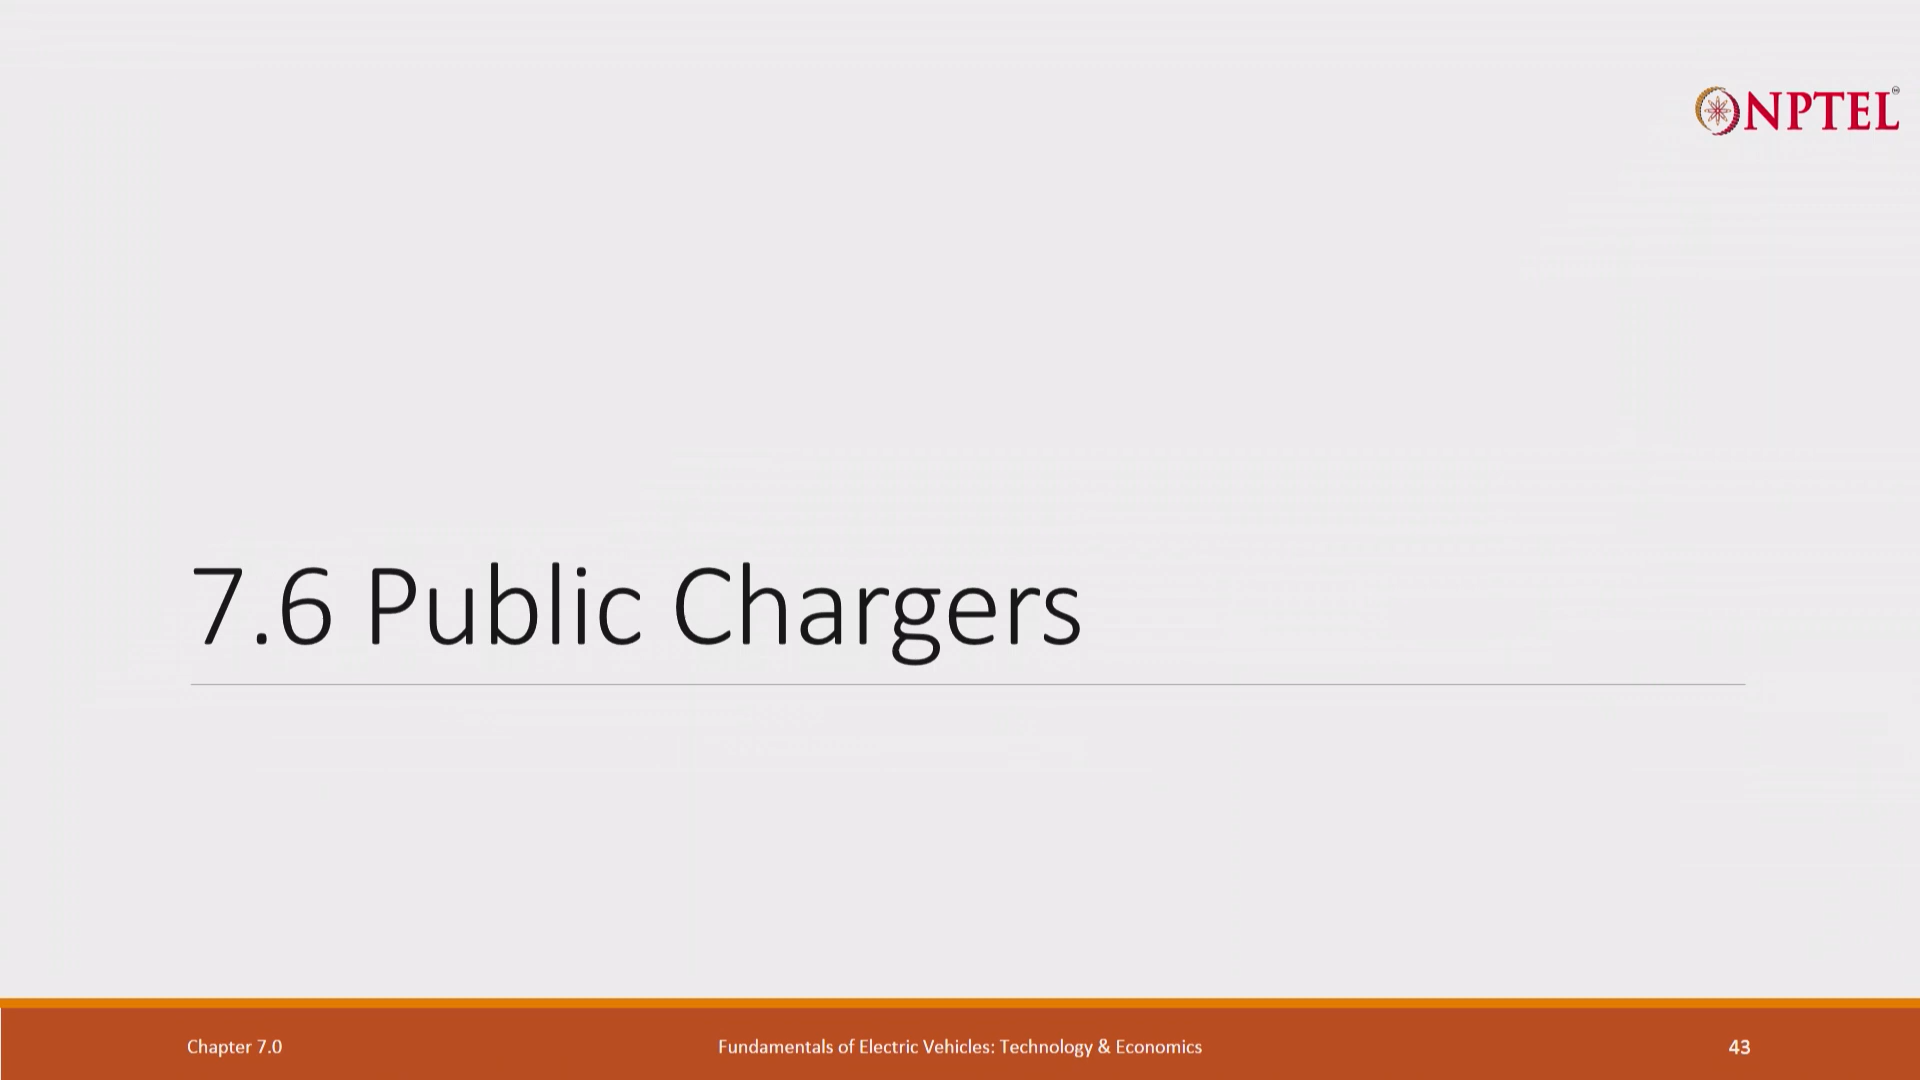 NPTEL
7.6 Public Chargers
Chapter 7.0
Fundamentals of Electric Vehicles: Technology & Economics
43